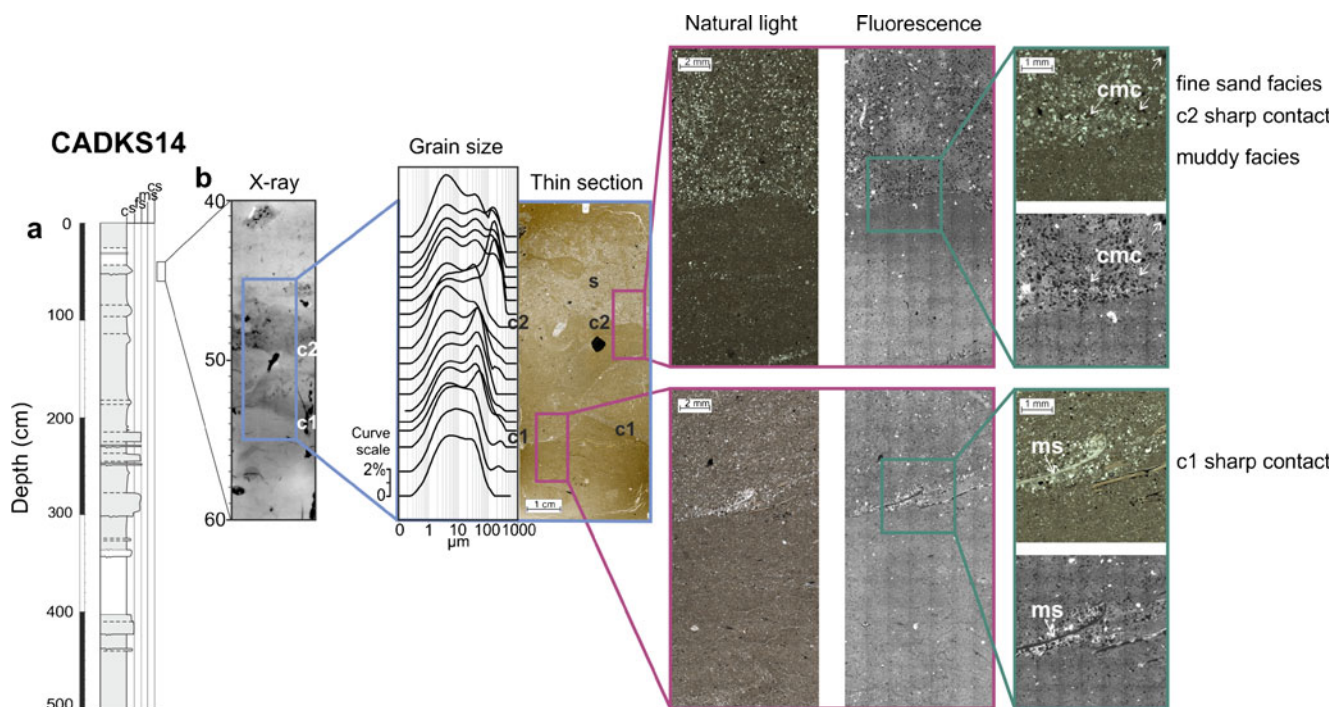 Natural light
Fluorescence
2 mm
1 mm
cmc
fine sand facies
c2 sharp contact
muddy facies
CADKS14
Grain size
b
X-ray
Thin section
cs
fs
ms
cs
40
0
a
s
cmc
100
c2
c2
50
c2
2 mm
1 mm
200
c1
c1
c1
ms
c1 sharp contact
Depth (cm)
Curve
scale
2%
0
1 cm
300
60
0 1 10 100 1000
µm
ms
400
500